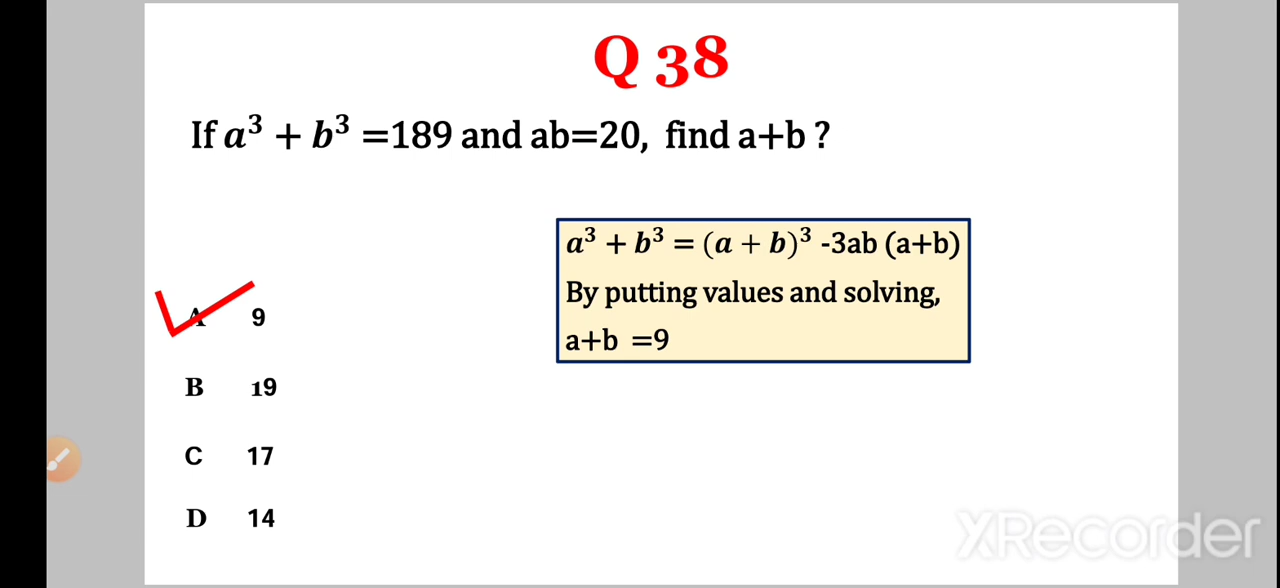 Q 38
If a³ + b³ =189 and ab=20, find a+b ?
a³ + b³ = (a + b)³ -3ab (a+b)
By putting values and solving,
a+b =9
A 9
B 19
C 17
D 14
XRecorder